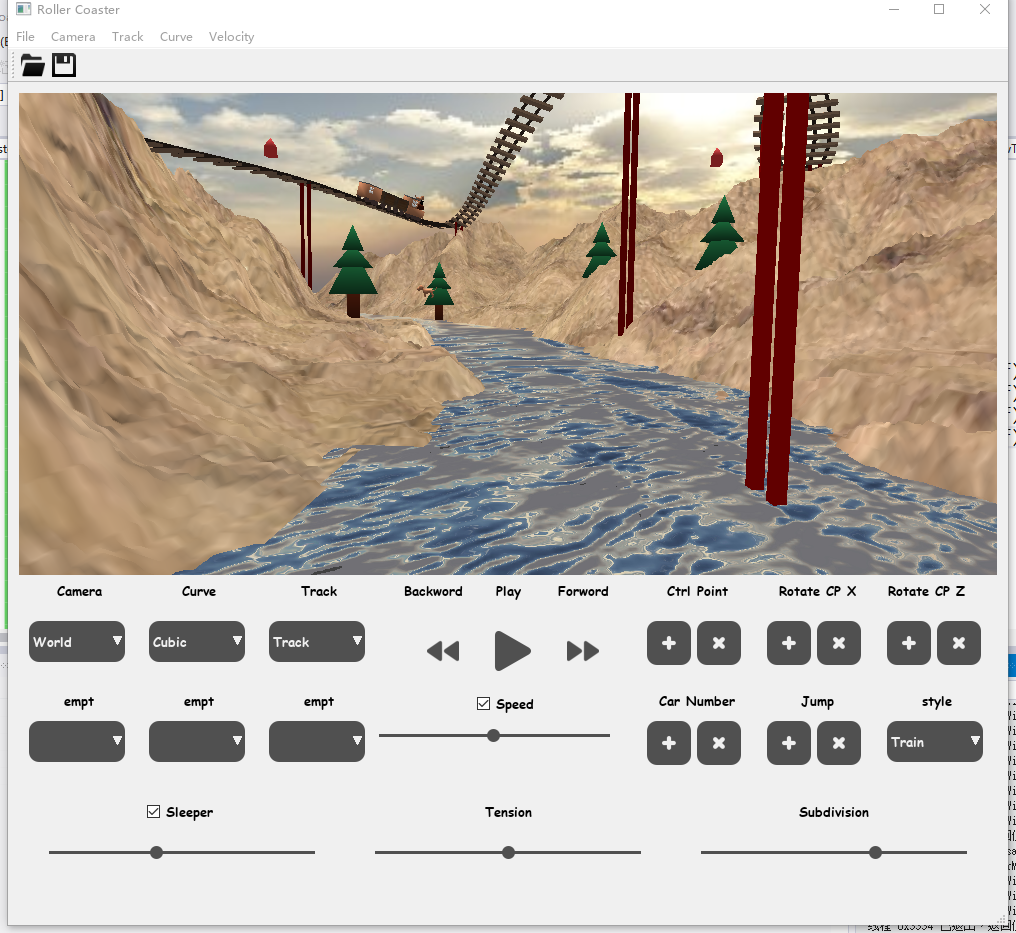 Roller Coaster
File Camera Track Curve Velocity
Camera Curve Track Backword Play Forword Ctrl Point Rotate CP X Rotate CP Z
World Cubic Track
empt empt empt Speed Car Number Jump style
Train
Sleeper Tension Subdivision